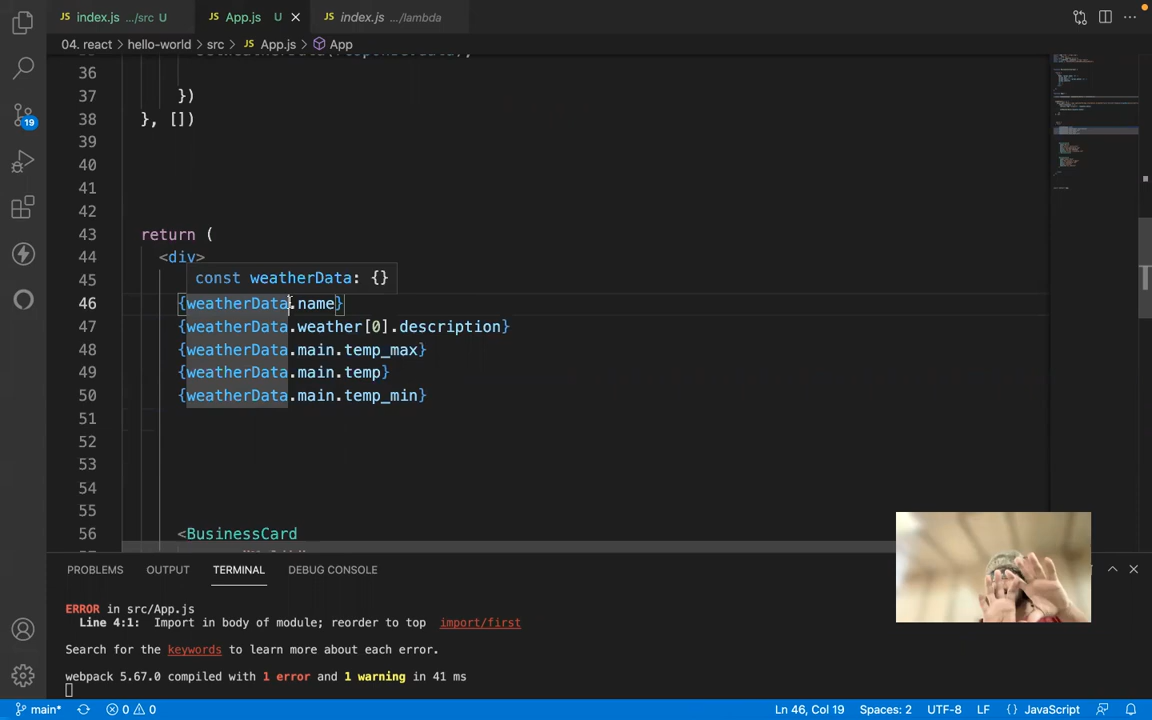 index.js .../src U
JS App.js U
JS index.js .../lambda
04. react > hello-world > src > JS App.js > App
36
37 })
38 }, [])
39
40
41
42
43 return (
44 <div>
45 const weatherData: {}
46 {weatherData.name}
47 {weatherData.weather[0].description}
48 {weatherData.main.temp_max}
49 {weatherData.main.temp}
50 {weatherData.main.temp_min}
51
52
53
54
55
56 <BusinessCard
19
PROBLEMS OUTPUT TERMINAL DEBUG CONSOLE
ERROR in src/App.js
Line 4:1: Import in body of module; reorder to top import/first
Search for the keywords to learn more about each error.
webpack 5.67.0 compiled with 1 error and 1 warning in 41 ms
main* 0 0 Ln 46, Col 19 Spaces: 2 UTF-8 LF {} JavaScript